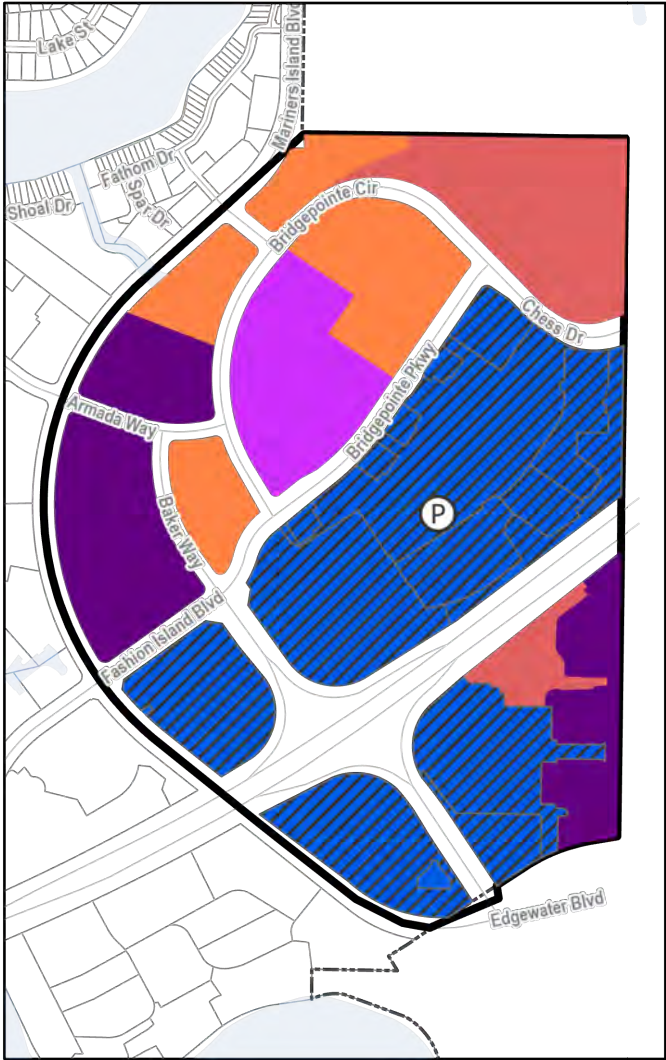 Lake St
Mariners Island Blvd
Fathom Dr
Spar Dr
Shoal Dr
Bridgepointe Cir
Chess Dr
Bridgepointe Pkwy
Armada Way
Baker Way
P
Fashion Island Blvd
Edgewater Blvd